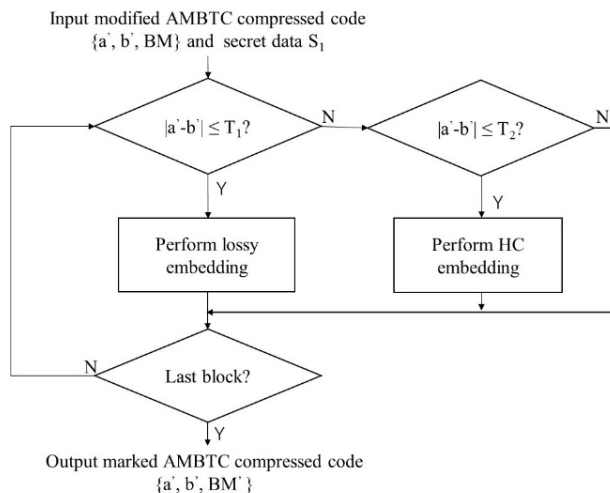 Input modified AMBTC compressed code
{a’, b’, BM} and secret data S₁
|a’-b’| ≤ T₁?
N
|a’-b’| ≤ T₂?
N
Y
Y
Perform lossy
embedding
Perform HC
embedding
N
Last block?
Y
Output marked AMBTC compressed code
{a’, b’, BM’ }